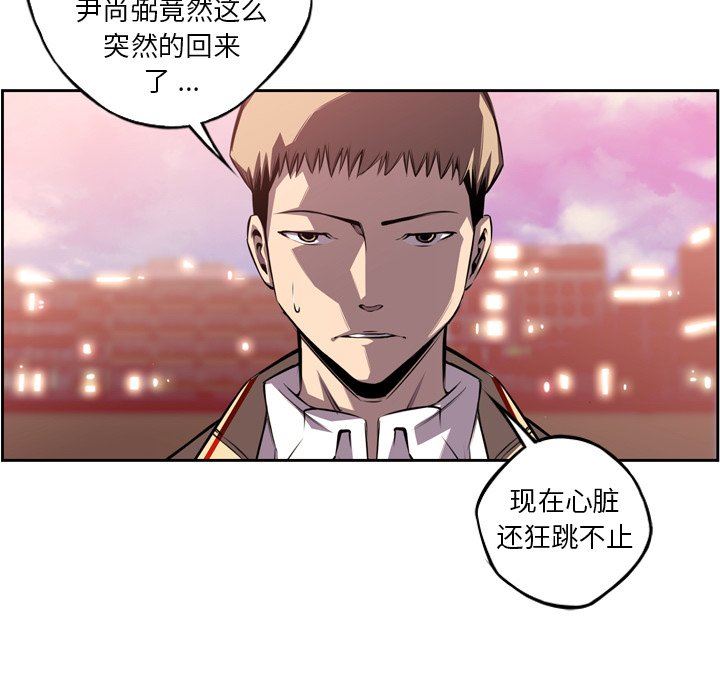 尹尚弼竟然这么
突然的回来
了 ...
现在心脏
还狂跳不止